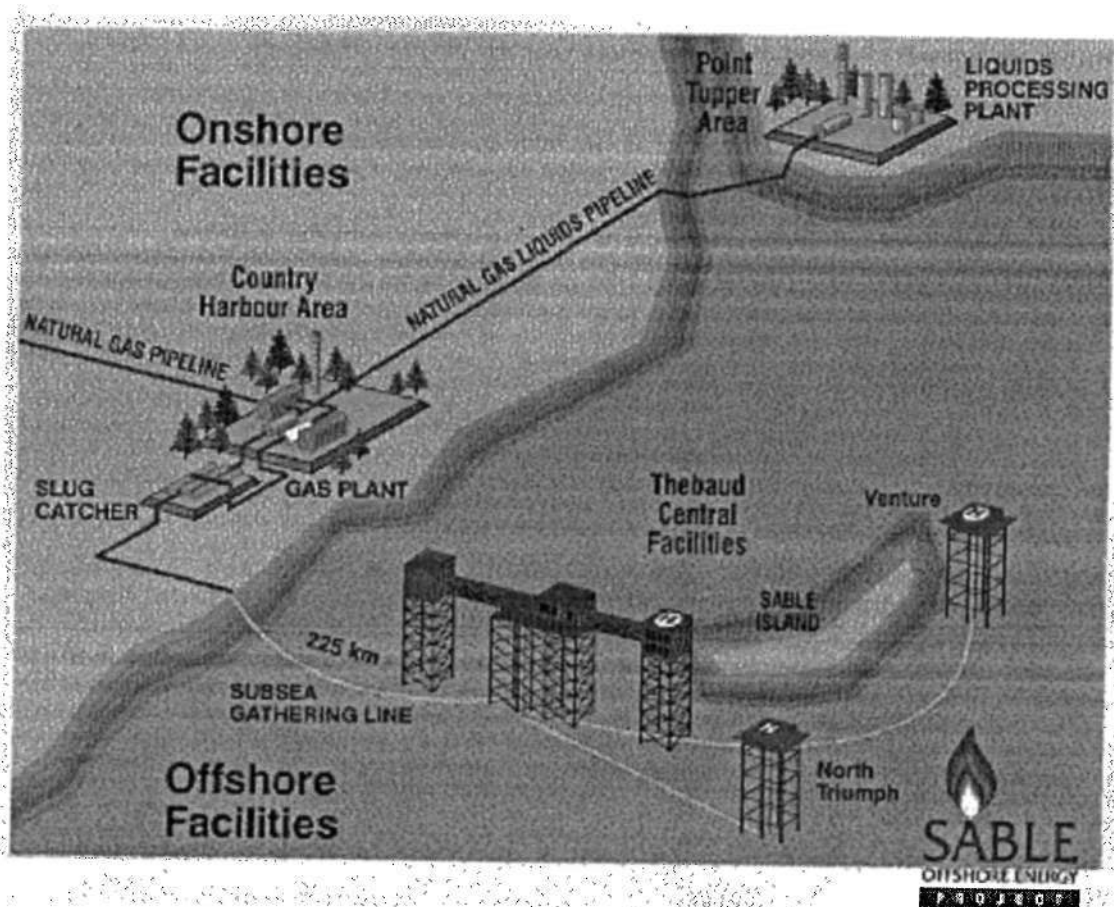 Onshore
Facilities
Point
Tupper
Area
LIQUIDS
PROCESSING
PLANT
NATURAL GAS LIQUIDS PIPELINE
Country
Harbour Area
NATURAL GAS PIPELINE
SLUG
CATCHER
GAS PLANT
Thebaud
Central
Facilities
Venture
SABLE
ISLAND
225 km
SUBSEA
GATHERING LINE
North
Triumph
Offshore
Facilities
SABLE
OFFSHORE ENERGY
PROJECT